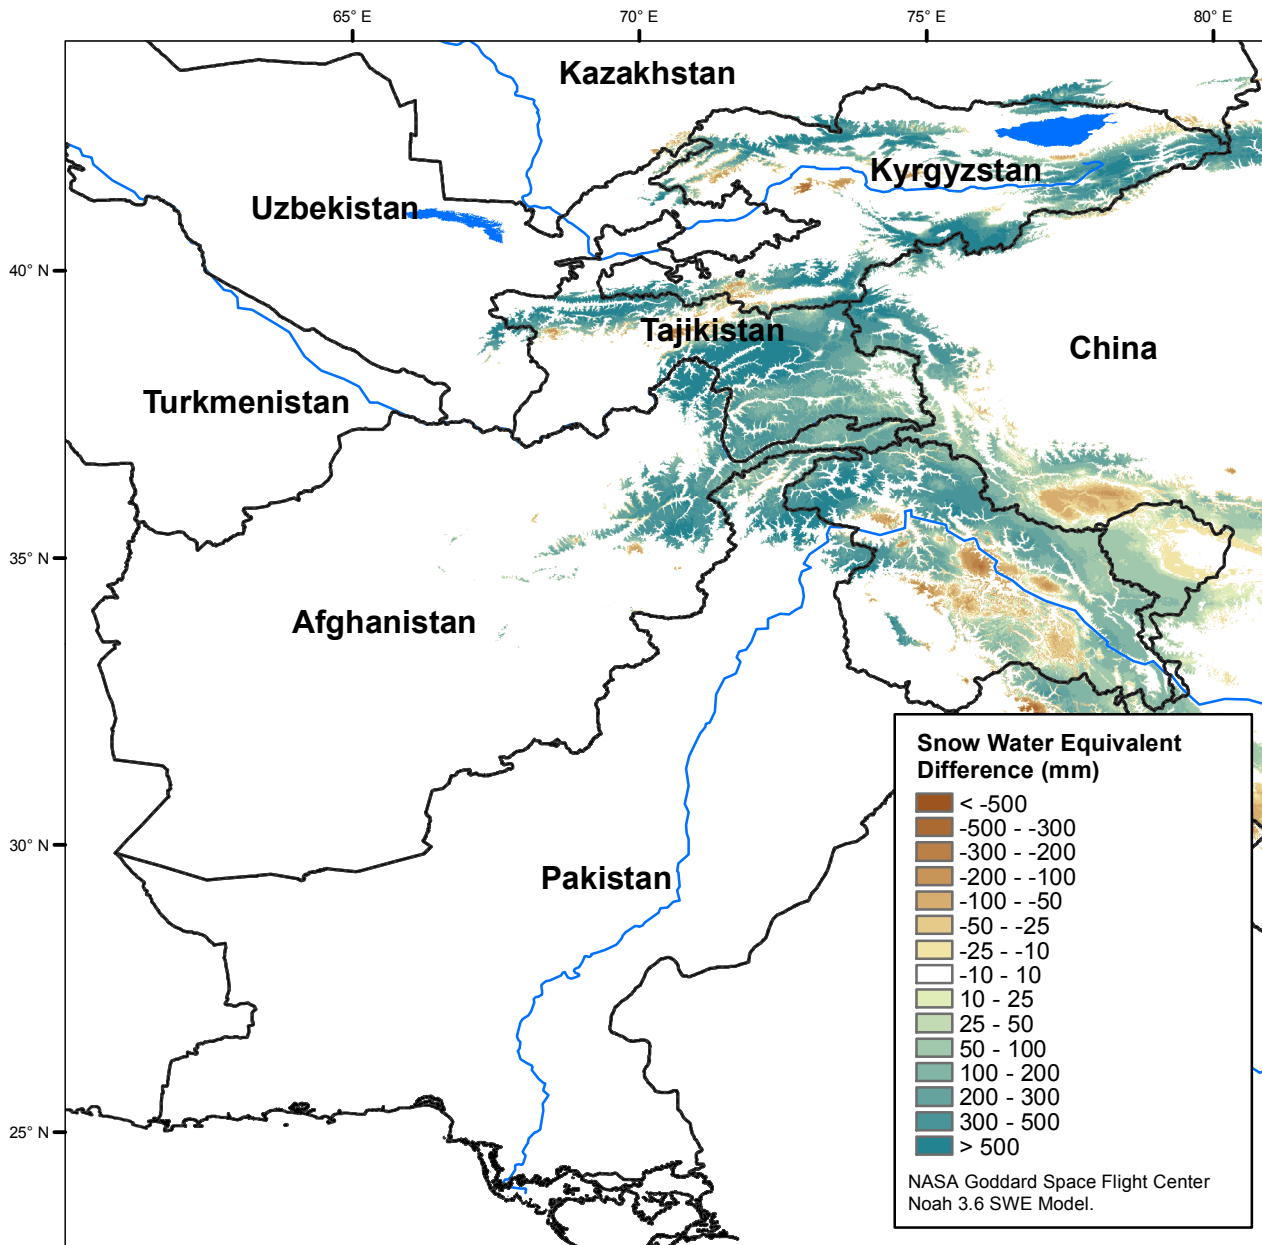 65° E
70° E
75° E
80° E
Kazakhstan
Kyrgyzstan
Uzbekistan
40° N
Tajikistan
China
Turkmenistan
35° N
Afghanistan
30° N
Pakistan
25° N
Snow Water Equivalent
Difference (mm)
< -500
-500 - -300
-300 - -200
-200 - -100
-100 - -50
-50 - -25
-25 - -10
-10 - 10
10 - 25
25 - 50
50 - 100
100 - 200
200 - 300
300 - 500
> 500
NASA Goddard Space Flight Center
Noah 3.6 SWE Model.